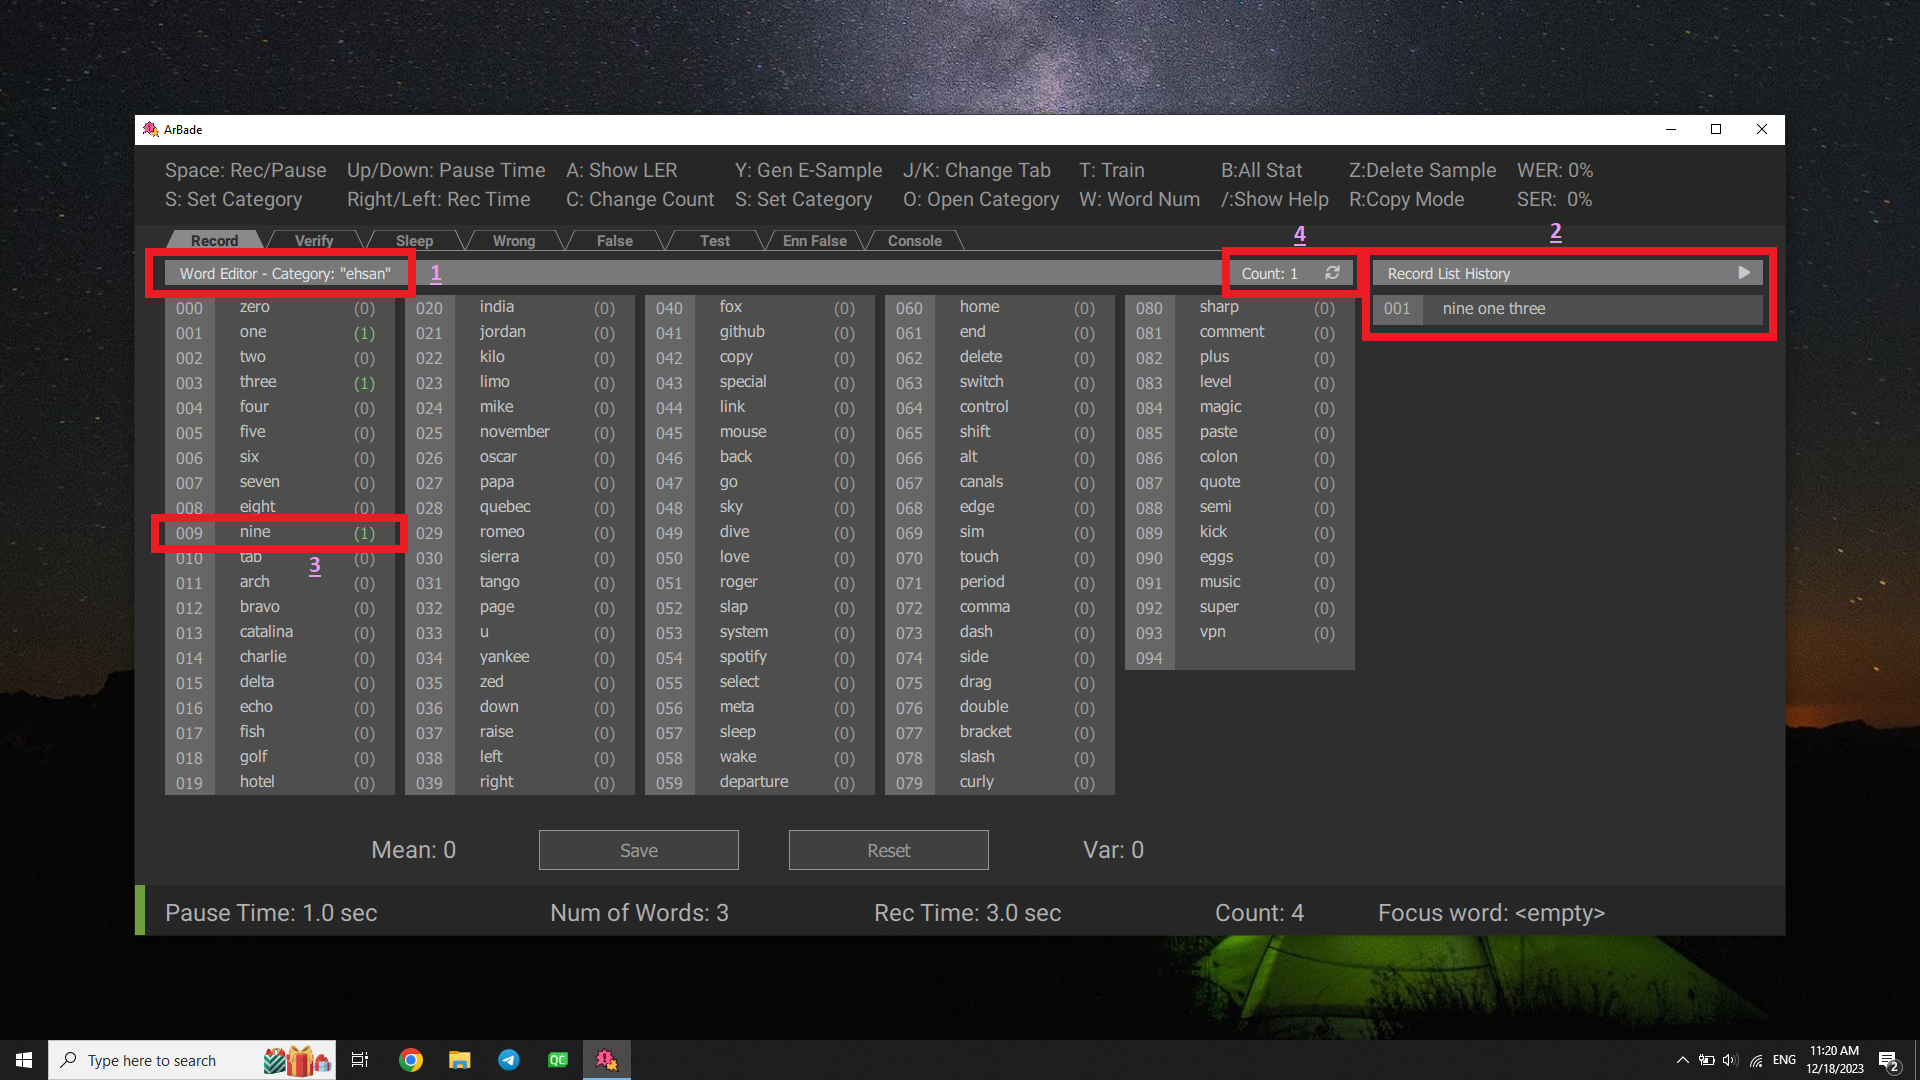 ArBade
Space: Rec/Pause Up/Down: Pause Time A: Show LER Y: Gen E-Sample J/K: Change Tab T: Train B:All Stat Z:Delete Sample WER: 0%
S: Set Category Right/Left: Rec Time C: Change Count S: Set Category O: Open Category W: Word Num /:Show Help R:Copy Mode SER: 0%
Record Verify Sleep Wrong False Test Enn False Console 4 2
Word Editor - Category: "ehsan" 1 Count: 1 Record List History
000 zero (0) 020 india (0) 040 fox (0) 060 home (0) 080 sharp (0) 001 nine one three
001 one (1) 021 jordan (0) 041 github (0) 061 end (0) 081 comment (0)
002 two (0) 022 kilo (0) 042 copy (0) 062 delete (0) 082 plus (0)
003 three (1) 023 limo (0) 043 special (0) 063 switch (0) 083 level (0)
004 four (0) 024 mike (0) 044 link (0) 064 control (0) 084 magic (0)
005 five (0) 025 november (0) 045 mouse (0) 065 shift (0) 085 paste (0)
006 six (0) 026 oscar (0) 046 back (0) 066 alt (0) 086 colon (0)
007 seven (0) 027 papa (0) 047 go (0) 067 canals (0) 087 quote (0)
008 eight (0) 028 quebec (0) 048 sky (0) 068 edge (0) 088 semi (0)
009 nine (1) 029 romeo (0) 049 dive (0) 069 sim (0) 089 kick (0)
010 tab (0) 030 sierra (0) 050 love (0) 070 touch (0) 090 eggs (0)
3
011 arch (0) 031 tango (0) 051 roger (0) 071 period (0) 091 music (0)
012 bravo (0) 032 page (0) 052 slap (0) 072 comma (0) 092 super (0)
013 catalina (0) 033 u (0) 053 system (0) 073 dash (0) 093 vpn (0)
014 charlie (0) 034 yankee (0) 054 spotify (0) 074 side (0) 094
015 delta (0) 035 zed (0) 055 select (0) 075 drag (0)
016 echo (0) 036 down (0) 056 meta (0) 076 double (0)
017 fish (0) 037 raise (0) 057 sleep (0) 077 bracket (0)
018 golf (0) 038 left (0) 058 wake (0) 078 slash (0)
019 hotel (0) 039 right (0) 059 departure (0) 079 curly (0)
Mean: 0 Save Reset Var: 0
Pause Time: 1.0 sec Num of Words: 3 Rec Time: 3.0 sec Count: 4 Focus word: <empty>
Type here to search QC ENG 11:20 AM
12/18/2023 2